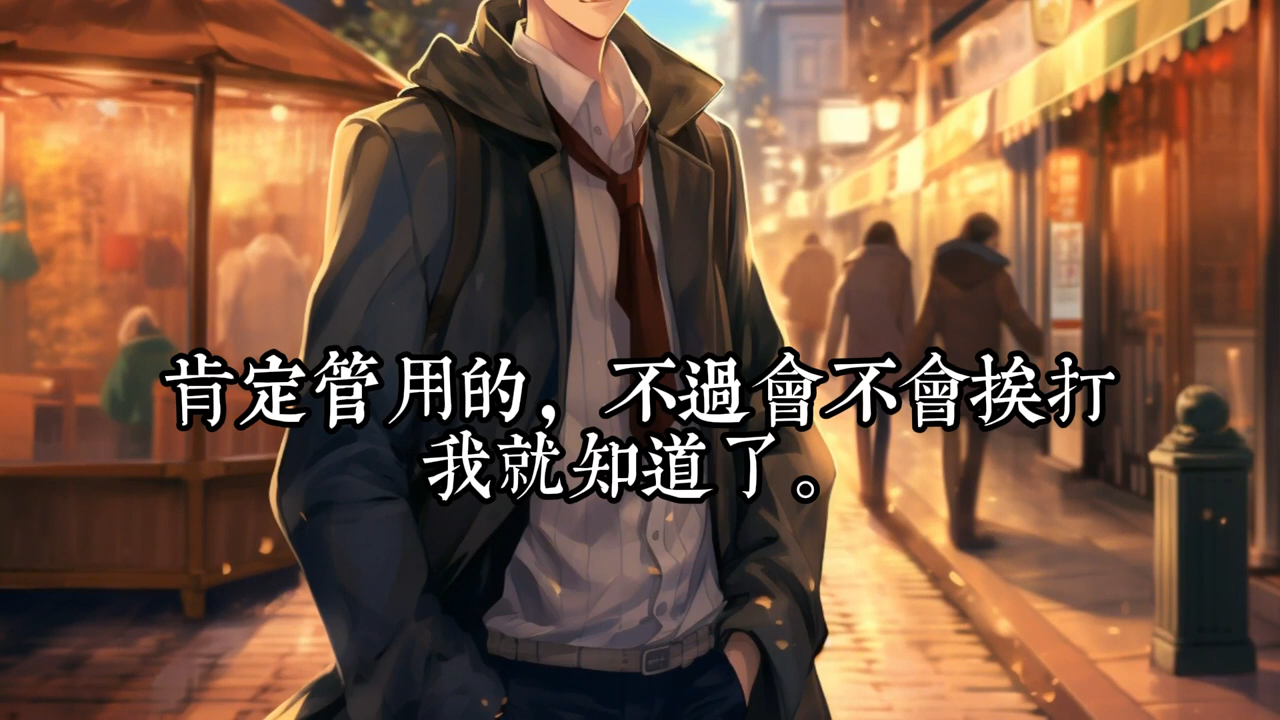 肯定管用的，不過會不會挨打
我就知道了。